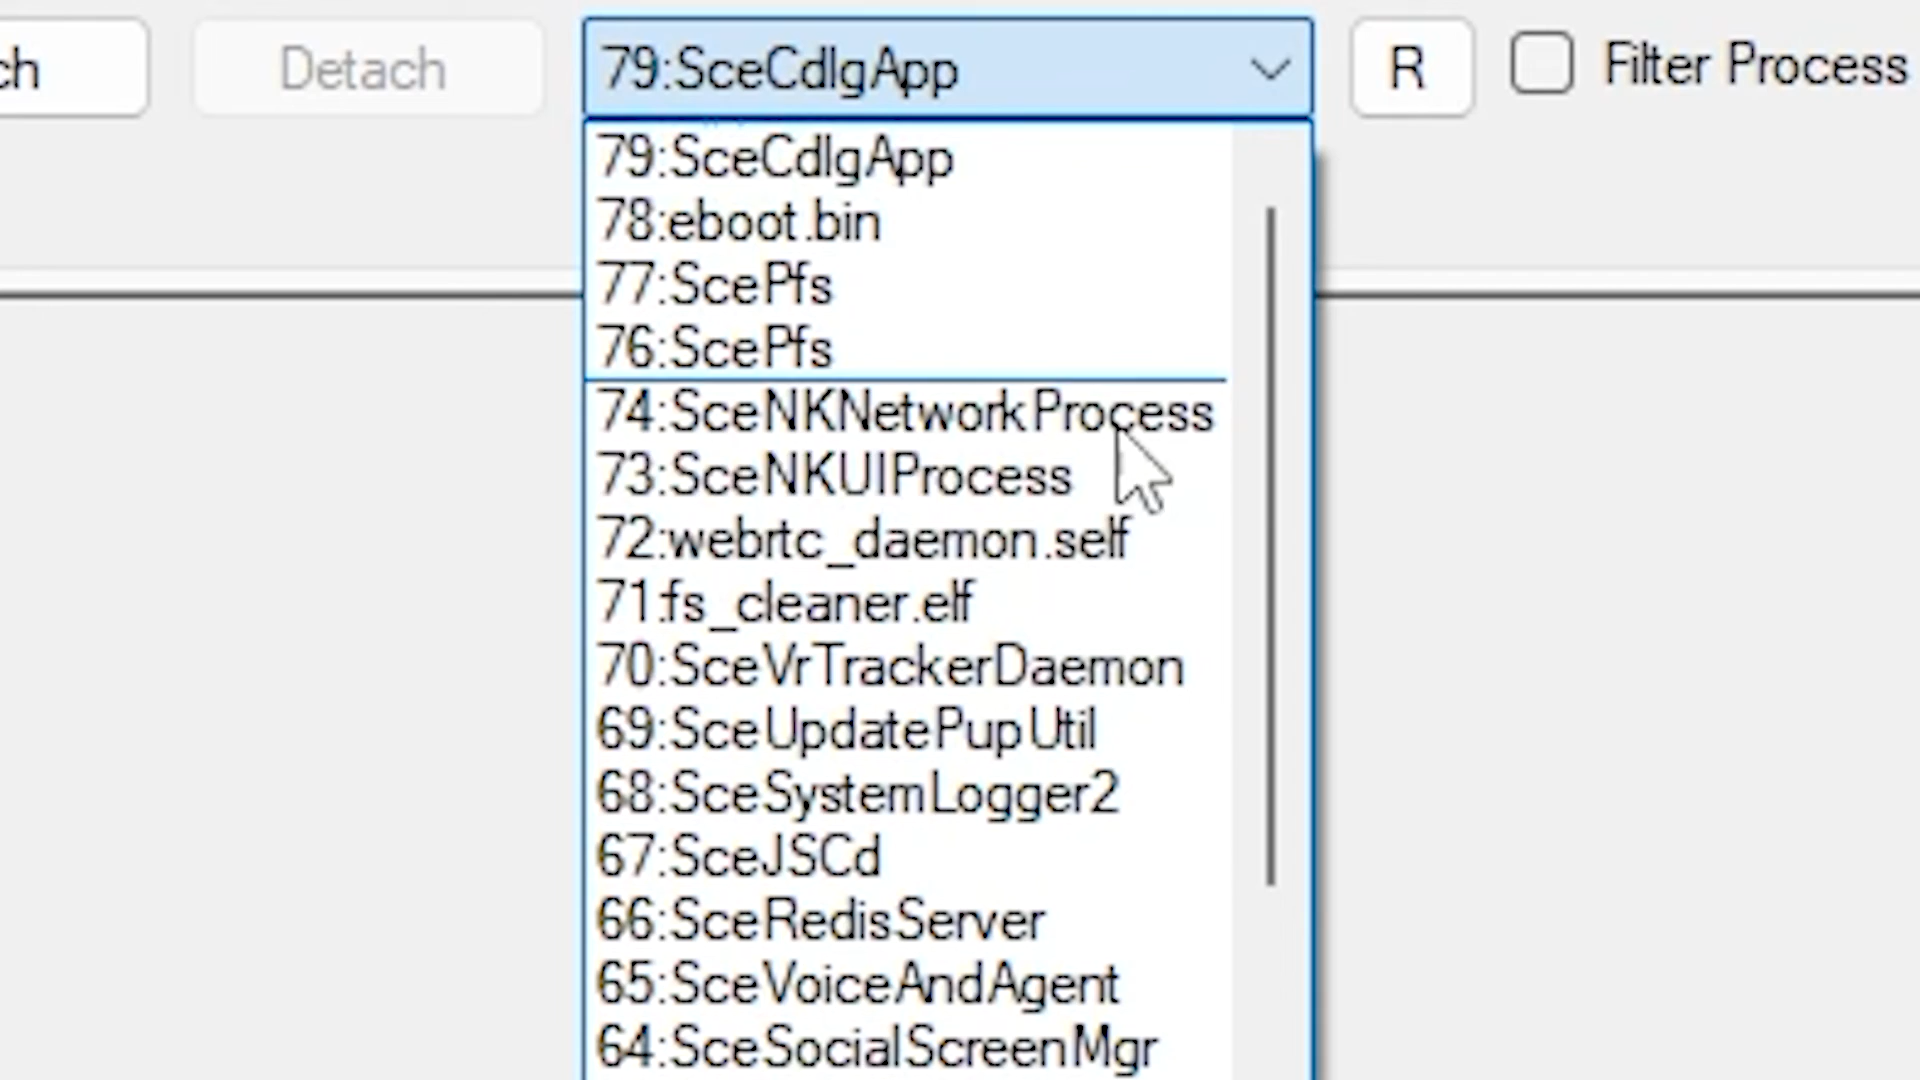 ch
Detach
79:SceCdlgApp
R
Filter Process
79:SceCdlgApp
78:eboot.bin
77:ScePfs
76:ScePfs
74:SceNKNetworkProcess
73:SceNKUIProcess
72:webrtc_daemon.self
71:fs_cleaner.elf
70:SceVrTrackerDaemon
69:SceUpdatePupUtil
68:SceSystemLogger2
67:SceJSCd
66:SceRedisServer
65:SceVoiceAndAgent
64:SceSocialScreenMgr